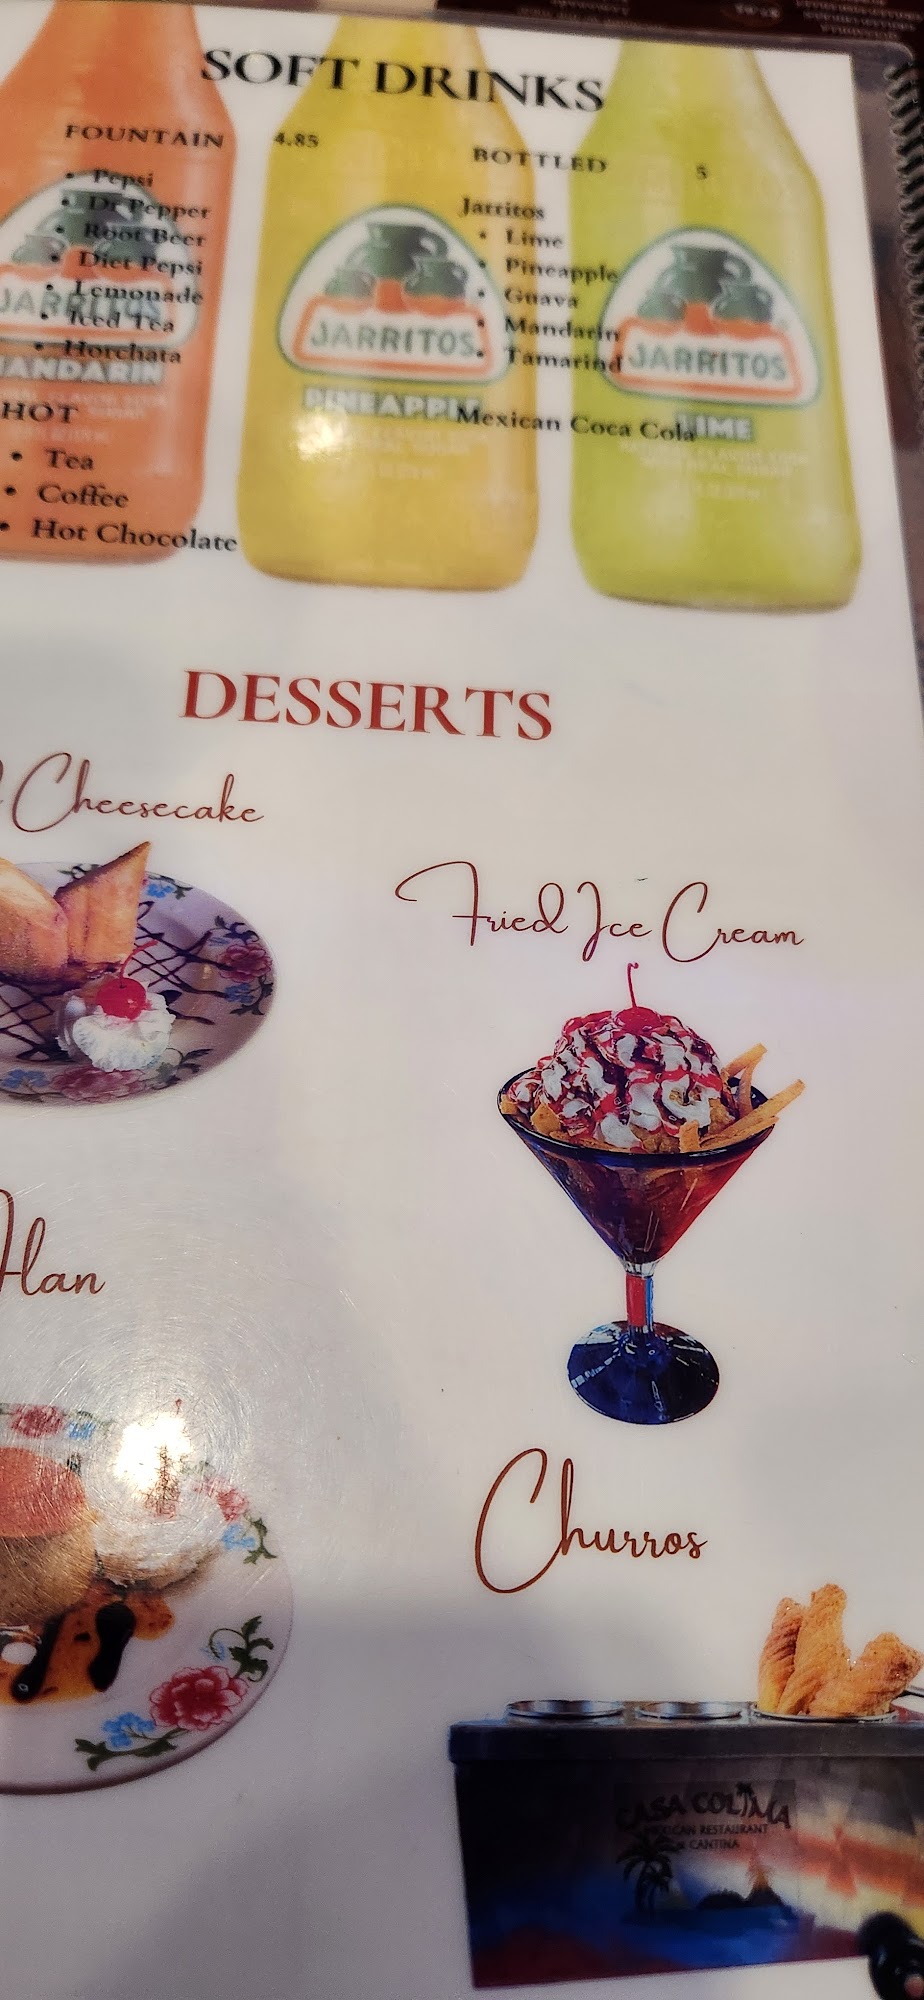 SOFT DRINKS
FOUNTAIN 4.85
• Pepsi
• Dr Pepper
• Root Beer
• Diet Pepsi
• Lemonade
• Iced Tea
• Horchata
HOT
• Tea
• Coffee
• Hot Chocolate
BOTTLED 5
Jarritos
• Lime
• Pineapple
• Guava
• Mandarin
• Tamarind
Mexican Coca Cola
JARRITOS
MANDARIN
JARRITOS
PINEAPPLE
JARRITOS
LIME
DESSERTS
Cheesecake
Fried Ice Cream
Flan
Churros
CASA COLIMA
MEXICAN RESTAURANT
& CANTINA